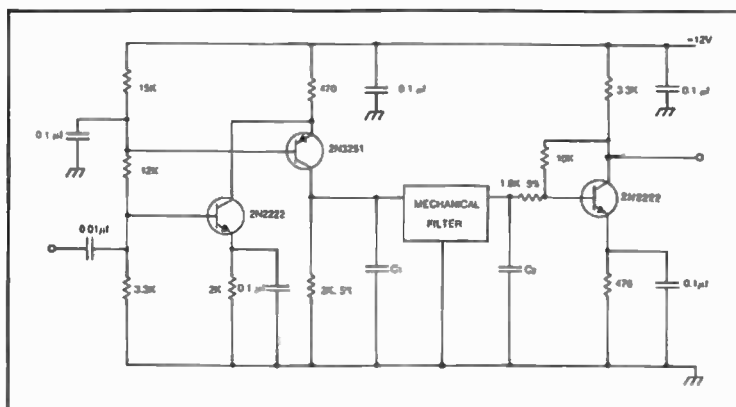 -12V
15K
470
0.1 µf
3.3K
0.1 µf
0.1 µf
2N3251
10K
12K
1.8K 5%
2N2222
MECHANICAL
FILTER
2N2222
0.01µf
C1
C2
3.3K
2K
0.1 µf
2K, 5%
470
0.1µf